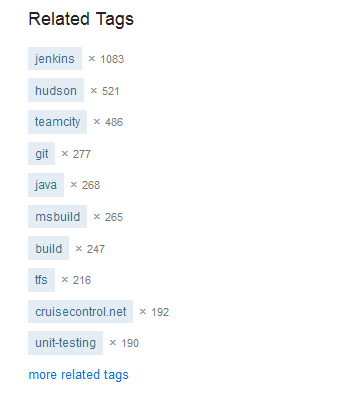 Related Tags
jenkins × 1083
hudson × 521
teamcity × 486
git × 277
java × 268
msbuild × 265
build × 247
tfs × 216
cruisecontrol.net × 192
unit-testing × 190
more related tags